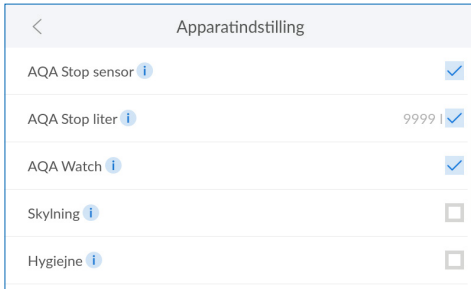 Apparatindstilling
AQA Stop sensor i
AQA Stop liter i 9999 l
AQA Watch i
Skylning i
Hygiejne i